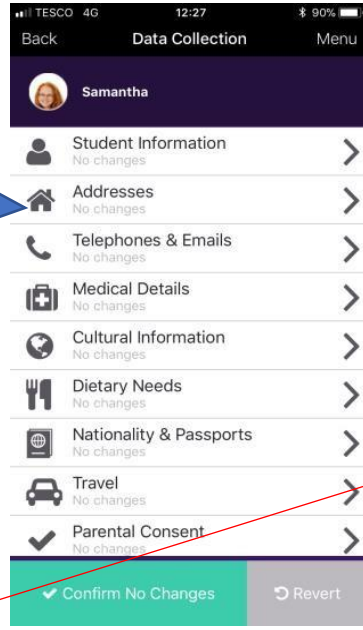 TESCO 4G 12:27 90%
Back Data Collection Menu
Samantha
Student Information
No changes
Addresses
No changes
Telephones & Emails
No changes
Medical Details
No changes
Cultural Information
No changes
Dietary Needs
No changes
Nationality & Passports
No changes
Travel
No changes
Parental Consent
No changes
Confirm No Changes Revert